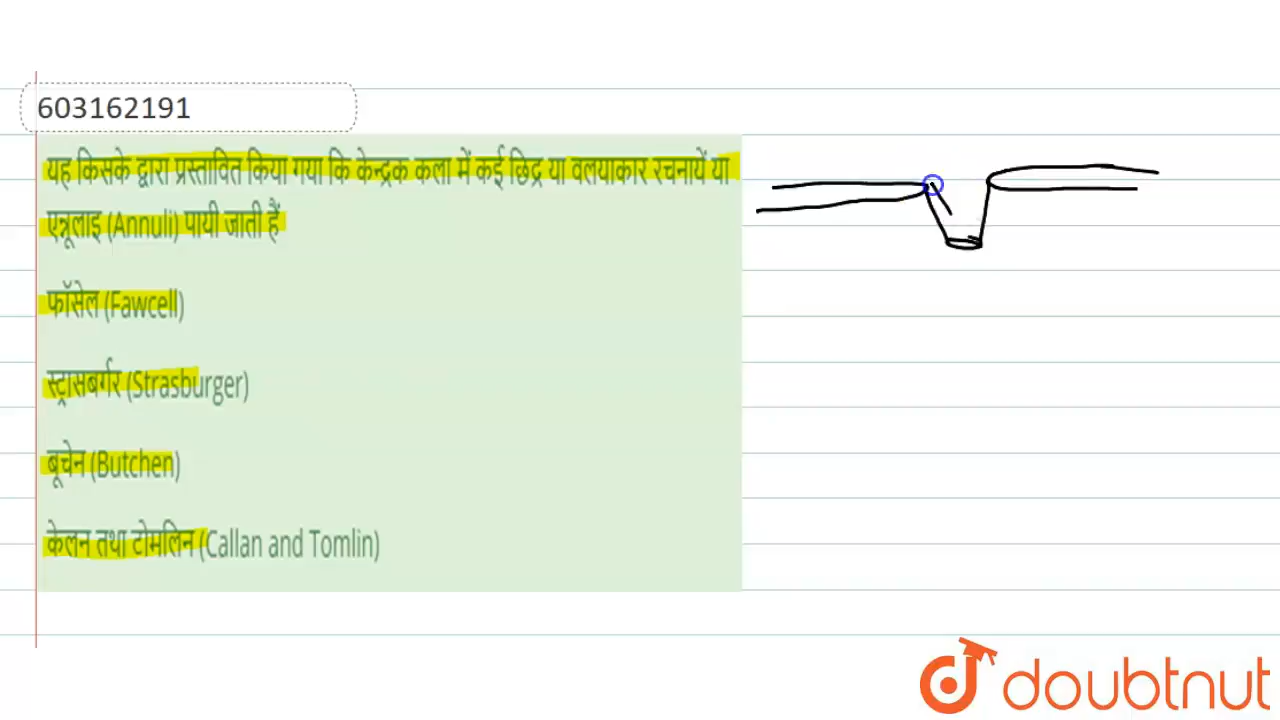 603162191
यह किसके द्वारा प्रस्तावित किया गया कि केन्द्रक कला में कई छिद्र या वलयाकार रचनायें या
एन्नूलाइ (Annuli) पायी जाती हैं
फॉसेल (Fawcell)
स्ट्रासबर्गर (Strasburger)
बूचेन (Butchen)
केलन तथा टोमलिन (Callan and Tomlin)
doubtnut